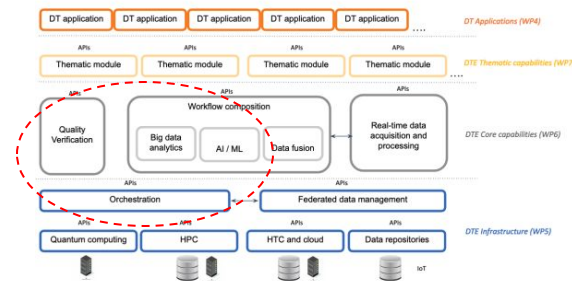 DT application DT application DT application DT application DT application ....
DT Applications (WP4)
APIs APIs APIs APIs
Thematic module Thematic module Thematic module Thematic module ....
DTE Thematic capabilities (WP7
APIs APIs APIs
Quality
Verification
Workflow composition
Big data
analytics
AI / ML
Data fusion
Real-time data
acquisition and
processing
DTE Core capabilities (WP6)
APIs APIs
Orchestration Federated data management
APIs APIs APIs APIs
Quantum computing HPC HTC and cloud Data repositories
DTE Infrastructure (WP5)
IoT